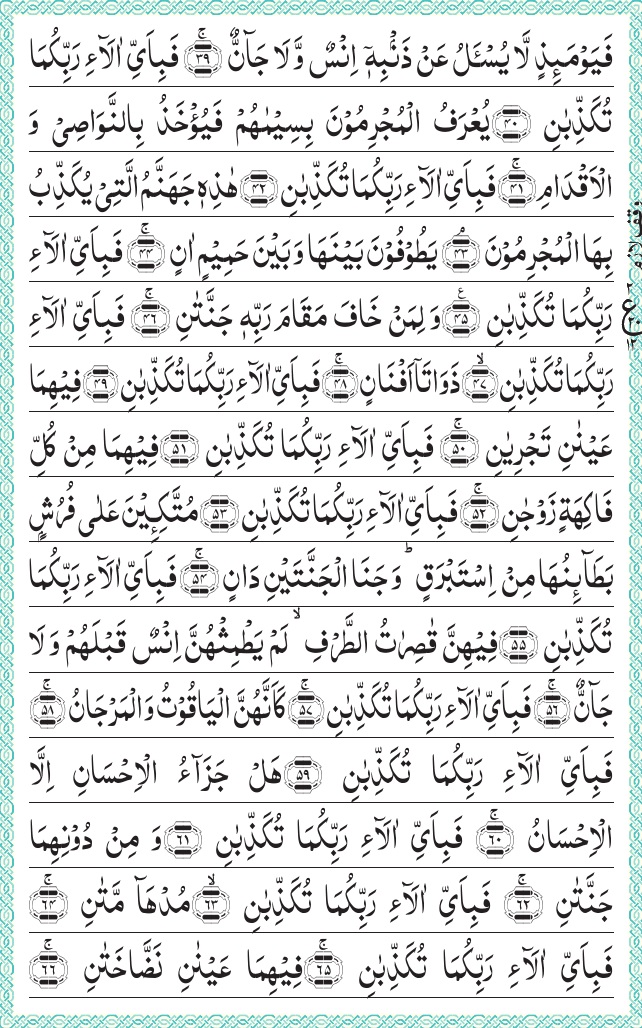 فَيَوْمَىِٕذٍ لَّا يُسْـَٔلُ عَنْ ذَنْۢبِهٖۤ اِنْسٌ وَّلَا جَآنٌّۚ ﴿۳۹﴾ فَبِاَىِّ اٰلَآءِ رَبِّكُمَا
تُكَذِّبٰنِ ﴿۴۰﴾ يُعْرَفُ الْمُجْرِمُوْنَ بِسِيْمٰهُمْ فَيُؤْخَذُ بِالنَّوَاصِىْ وَ
الْاَقْدَامِۚ ﴿۴۱﴾ فَبِاَىِّ اٰلَآءِ رَبِّكُمَا تُكَذِّبٰنِ ﴿۴۲﴾ هٰذِهٖ جَهَنَّمُ الَّتِىْ يُكَذِّبُ
بِهَا الْمُجْرِمُوْنَۘ ﴿۴۳﴾ يَطُوْفُوْنَ بَيْنَهَا وَبَيْنَ حَمِيْمٍ اٰنٍۚ ﴿۴۴﴾ فَبِاَىِّ اٰلَآءِ
رَبِّكُمَا تُكَذِّبٰنِ ﴿۴۵﴾ وَلِمَنْ خَافَ مَقَامَ رَبِّهٖ جَنَّتٰنِۚ ﴿۴۶﴾ فَبِاَىِّ اٰلَآءِ
رَبِّكُمَا تُكَذِّبٰنِۙ ﴿۴۷﴾ ذَوَاتَاۤ اَفْنَانٍۚ ﴿۴۸﴾ فَبِاَىِّ اٰلَآءِ رَبِّكُمَا تُكَذِّبٰنِ ﴿۴۹﴾ فِيْهِمَا
عَيْنٰنِ تَجْرِيٰنِۚ ﴿۵۰﴾ فَبِاَىِّ اٰلَآءِ رَبِّكُمَا تُكَذِّبٰنِ ﴿۵۱﴾ فِيْهِمَا مِنْ كُلِّ
فَاكِهَةٍ زَوْجٰنِۚ ﴿۵۲﴾ فَبِاَىِّ اٰلَآءِ رَبِّكُمَا تُكَذِّبٰنِ ﴿۵۳﴾ مُتَّكِـِٕيْنَ عَلٰى فُرُشٍۭ
بَطَآىِٕنُهَا مِنْ اِسْتَبْرَقٍؕ وَجَنَا الْجَنَّتَيْنِ دَانٍۚ ﴿۵۴﴾ فَبِاَىِّ اٰلَآءِ رَبِّكُمَا
تُكَذِّبٰنِ ﴿۵۵﴾ فِيْهِنَّ قٰصِرٰتُ الطَّرْفِۙ لَمْ يَطْمِثْهُنَّ اِنْسٌ قَبْلَهُمْ وَلَا
جَآنٌّۚ ﴿۵۶﴾ فَبِاَىِّ اٰلَآءِ رَبِّكُمَا تُكَذِّبٰنِۚ ﴿۵۷﴾ كَاَنَّهُنَّ الْيَاقُوْتُ وَالْمَرْجَانُۚ ﴿۵۸﴾
فَبِاَىِّ اٰلَآءِ رَبِّكُمَا تُكَذِّبٰنِ ﴿۵۹﴾ هَلْ جَزَآءُ الْاِحْسَانِ اِلَّا
الْاِحْسَانُۚ ﴿۶۰﴾ فَبِاَىِّ اٰلَآءِ رَبِّكُمَا تُكَذِّبٰنِ ﴿۶۱﴾ وَمِنْ دُوْنِهِمَا
جَنَّتٰنِۚ ﴿۶۲﴾ فَبِاَىِّ اٰلَآءِ رَبِّكُمَا تُكَذِّبٰنِۙ ﴿۶۳﴾ مُدْهَآمَّتٰنِۚ ﴿۶۴﴾
فَبِاَىِّ اٰلَآءِ رَبِّكُمَا تُكَذِّبٰنِۚ ﴿۶۵﴾ فِيْهِمَا عَيْنٰنِ نَضَّاخَتٰنِۚ ﴿۶۶﴾